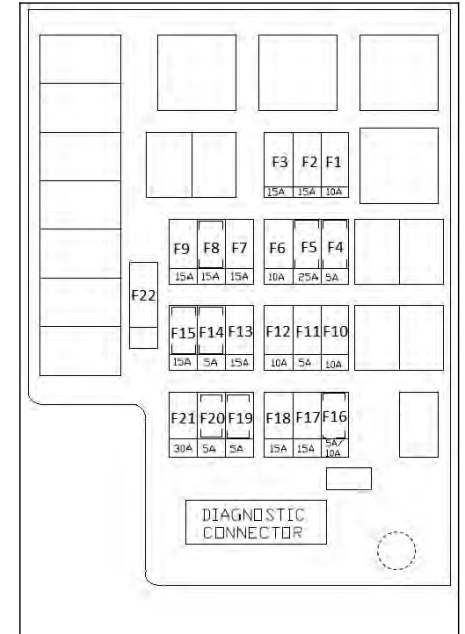 F3 F2 F1
15A 15A 10A
F9 F8 F7 F6 F5 F4
15A 15A 15A 10A 25A 5A
F22
F15 F14 F13 F12 F11 F10
15A 5A 15A 10A 5A 10A
F21 F20 F19 F18 F17 F16
30A 5A 5A 15A 15A 5A/
10A
DIAGNOSTIC
CONNECTOR